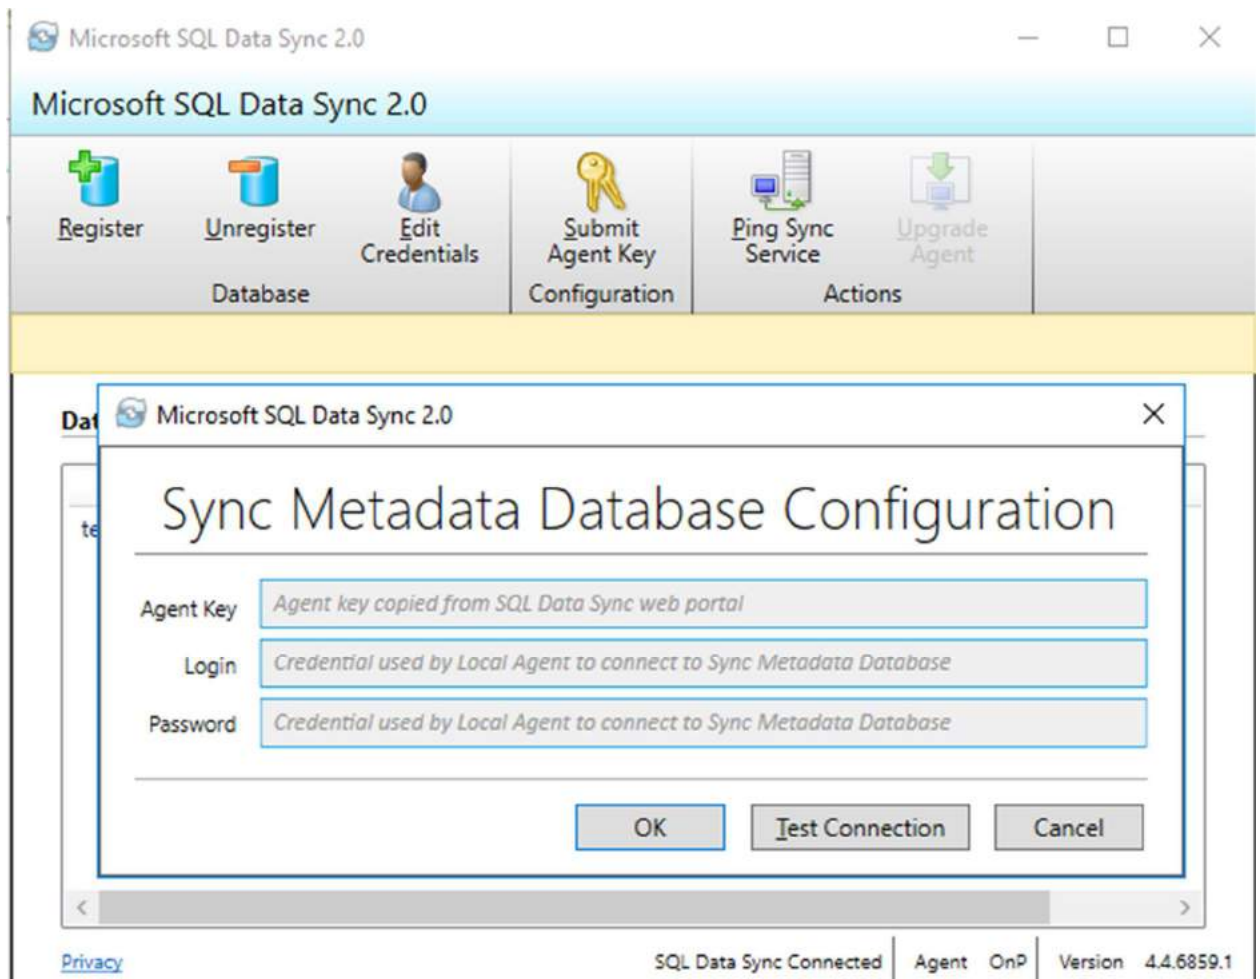 Microsoft SQL Data Sync 2.0
Microsoft SQL Data Sync 2.0
Register
Unregister
Edit
Credentials
Submit
Agent Key
Ping Sync
Service
Upgrade
Agent
Database
Configuration
Actions
Dat
Microsoft SQL Data Sync 2.0
Sync Metadata Database Configuration
te
Agent Key
Agent key copied from SQL Data Sync web portal
Login
Credential used by Local Agent to connect to Sync Metadata Database
Password
Credential used by Local Agent to connect to Sync Metadata Database
OK
Test Connection
Cancel
Privacy
SQL Data Sync Connected
Agent OnP
Version 4.4.6859.1